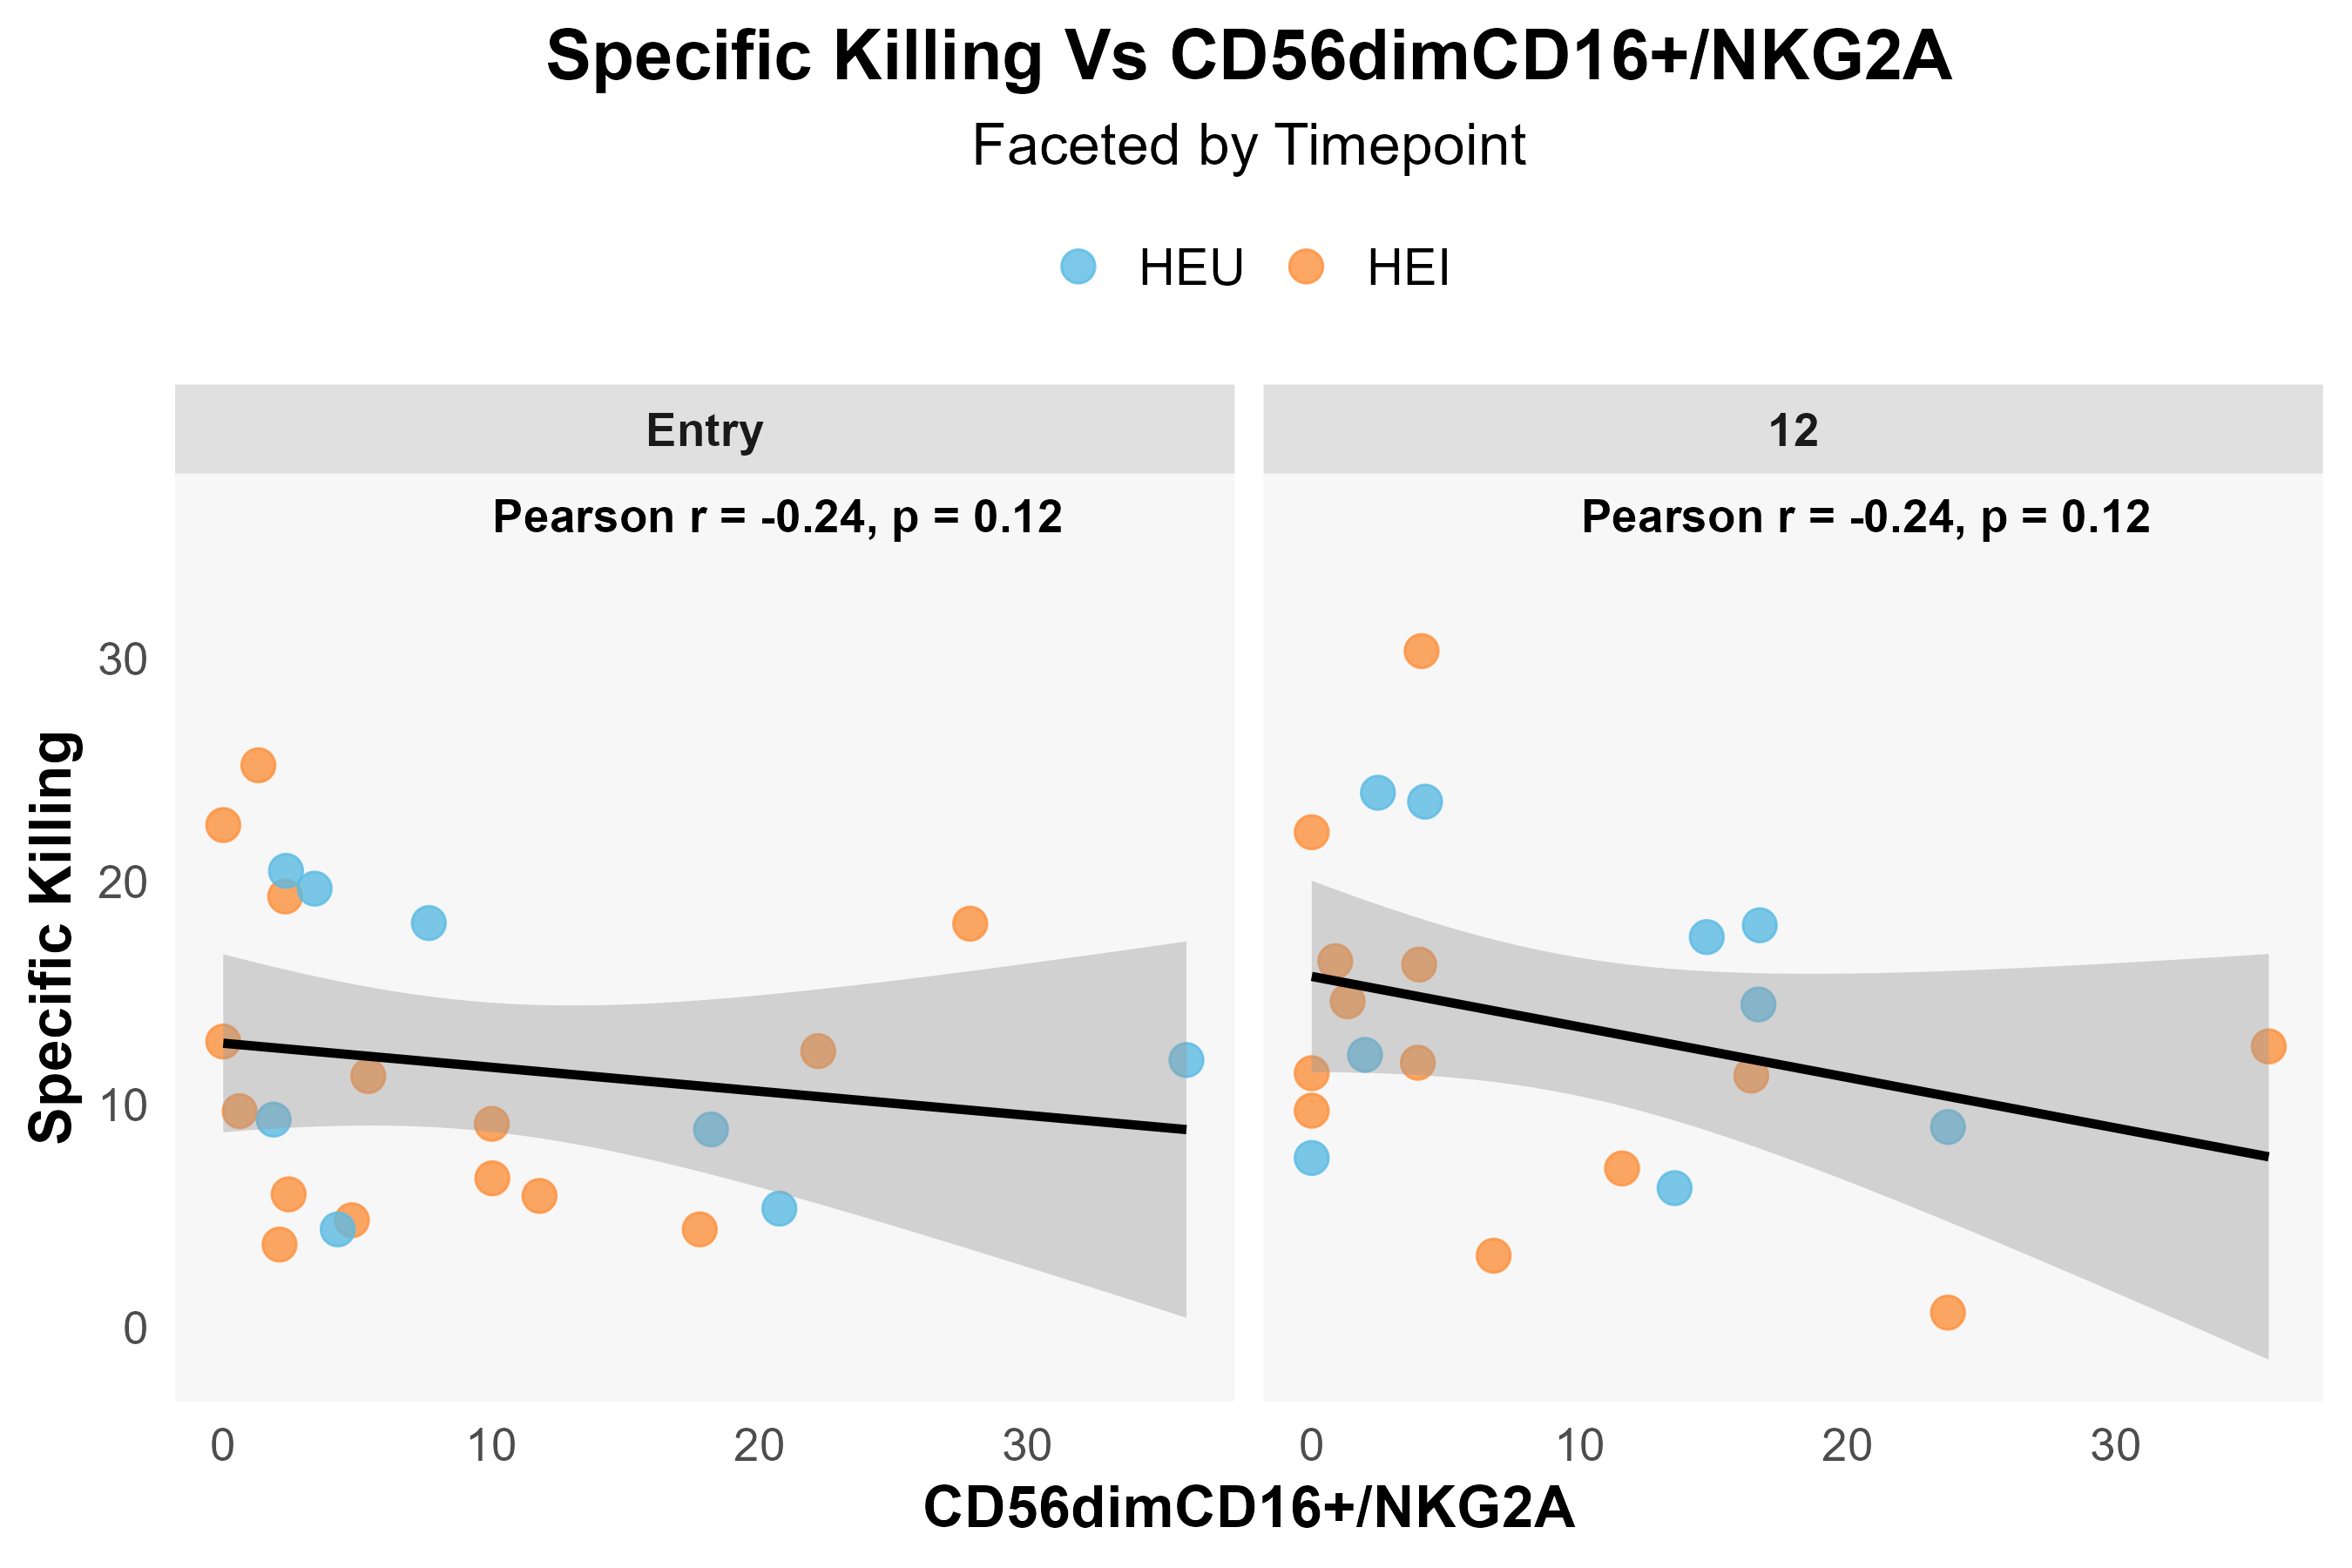 Specific Killing Vs CD56dimCD16+/NKG2A
Faceted by Timepoint
HEU HEI
Entry 12
Pearson r = -0.24, p = 0.12 Pearson r = -0.24, p = 0.12
Specific Killing
30
20
10
0
0 10 20 30 0 10 20 30
CD56dimCD16+/NKG2A